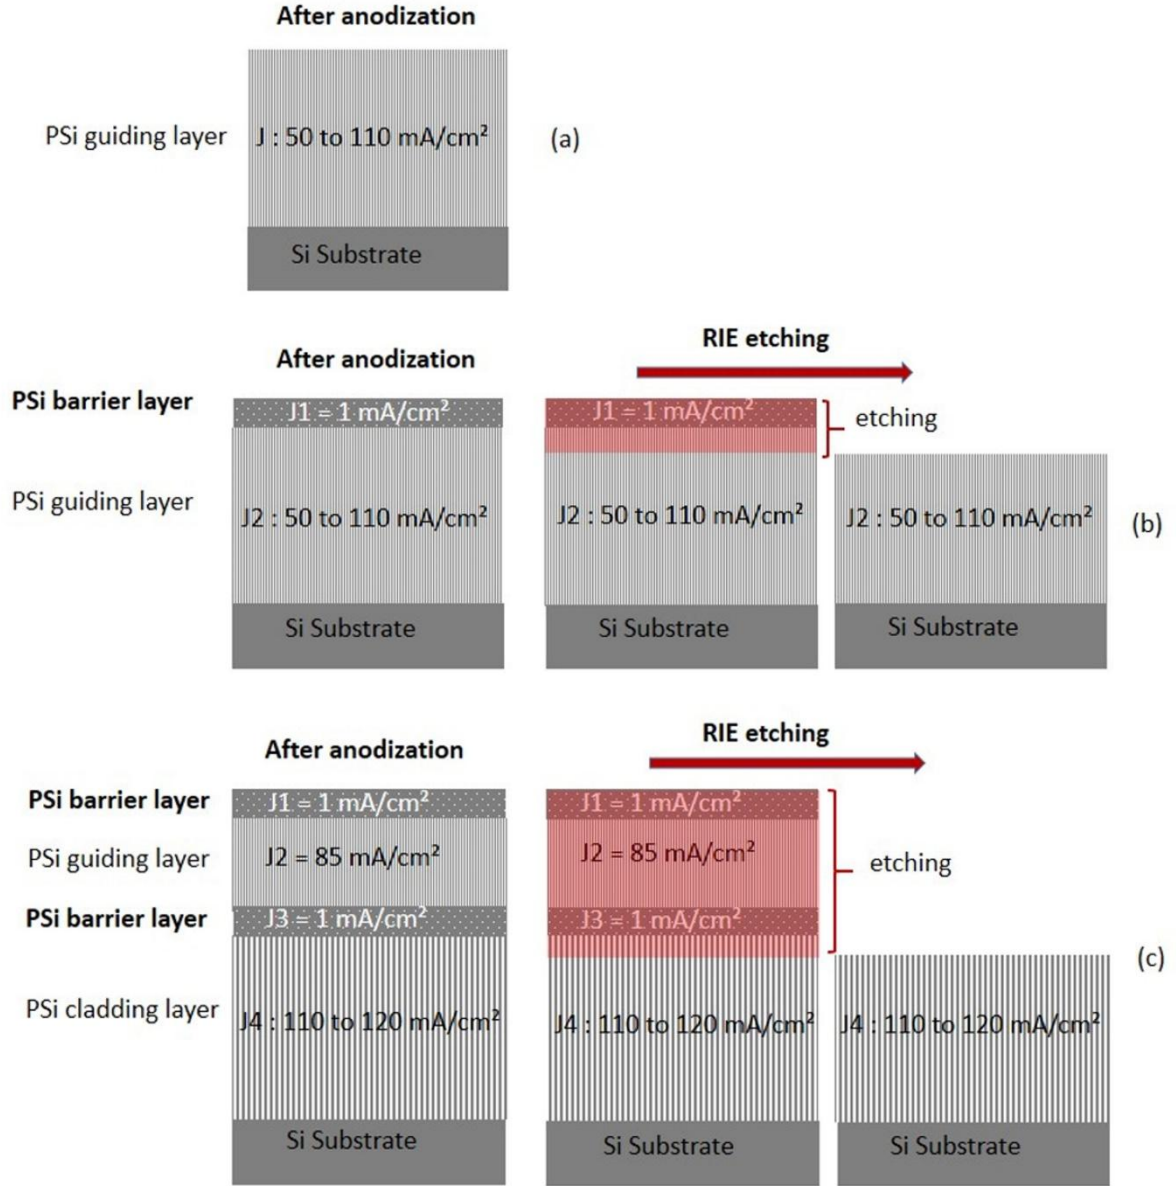 After anodization
PSi guiding layer
J : 50 to 110 mA/cm²
(a)
Si Substrate
RIE etching
After anodization
PSi barrier layer
J1 = 1 mA/cm²
J1 = 1 mA/cm²
etching
PSi guiding layer
J2 : 50 to 110 mA/cm²
J2 : 50 to 110 mA/cm²
J2 : 50 to 110 mA/cm²
(b)
Si Substrate
Si Substrate
Si Substrate
RIE etching
After anodization
PSi barrier layer
J1 = 1 mA/cm²
J1 = 1 mA/cm²
PSi guiding layer
J2 = 85 mA/cm²
J2 = 85 mA/cm²
etching
PSi barrier layer
J3 = 1 mA/cm²
J3 = 1 mA/cm²
(c)
PSi cladding layer
J4 : 110 to 120 mA/cm²
J4 : 110 to 120 mA/cm²
J4 : 110 to 120 mA/cm²
Si Substrate
Si Substrate
Si Substrate